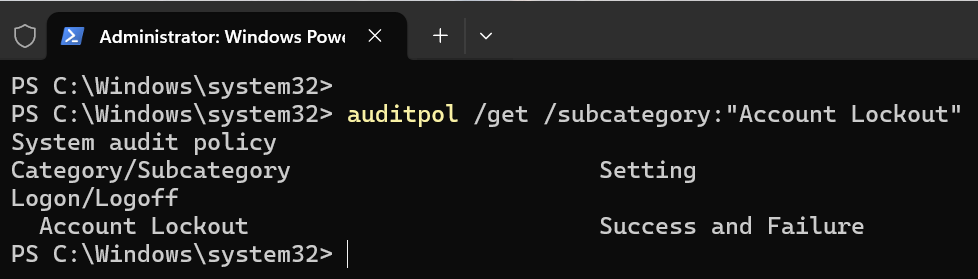 Administrator: Windows Powe
PS C:\Windows\system32>
PS C:\Windows\system32> auditpol /get /subcategory:"Account Lockout"
System audit policy
Category/Subcategory                    Setting
Logon/Logoff
  Account Lockout                       Success and Failure
PS C:\Windows\system32>